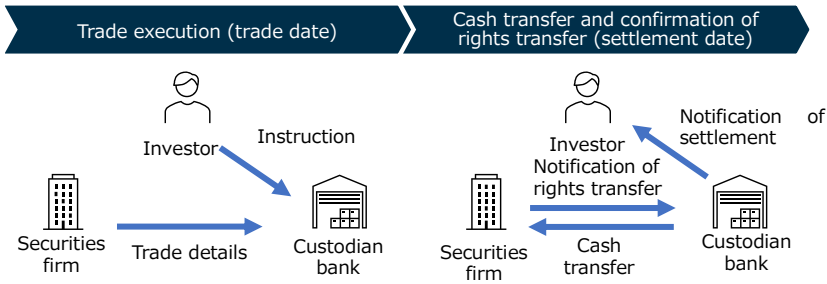 Trade execution (trade date)
Cash transfer and confirmation of
rights transfer (settlement date)
Investor
Instruction
Securities
firm
Trade details
Custodian
bank
Notification of
settlement
Investor
Notification of
rights transfer
Securities
firm
Cash
transfer
Custodian
bank